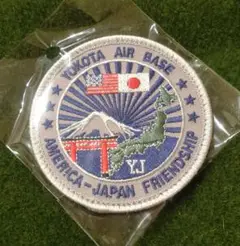 YOKOTA AIR BASE
YJ
AMERICA-JAPAN FRIENDSHIP